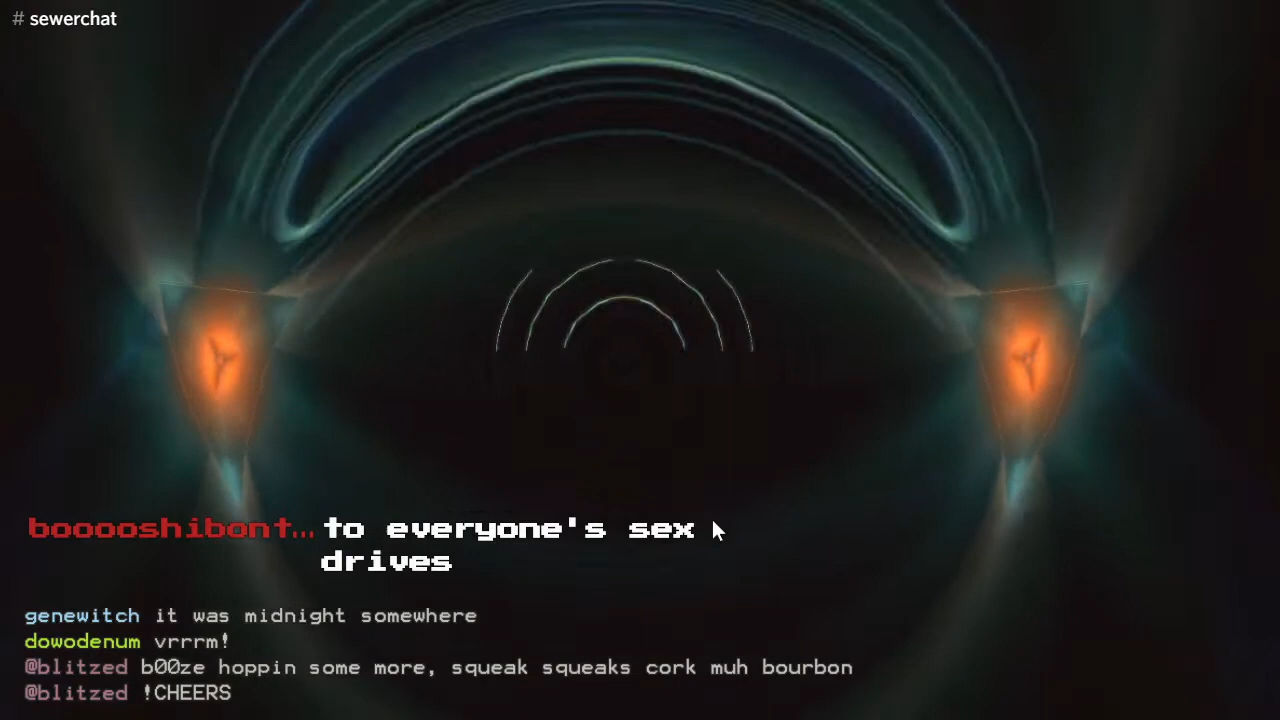 # sewerchat
booooshibont... to everyone's sex
drives
genewitch it was midnight somewhere
dowodenum vrrrm!
@blitzed b00ze hoppin some more, squeak squeaks cork muh bourbon
@blitzed !CHEERS